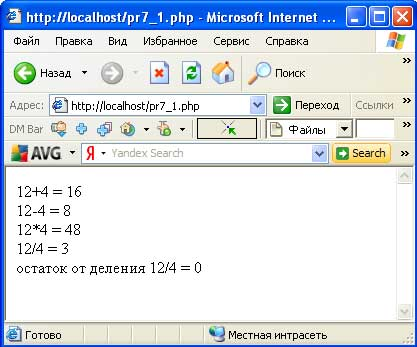 http://localhost/pr7_1.php - Microsoft Internet ...
Файл Правка Вид Избранное Сервис Справка »
Назад Поиск »
Адрес: http://localhost/pr7_1.php Переход Ссылки »
DM Bar Файлы »
AVG Я Yandex Search Search »
12+4 = 16
12-4 = 8
12*4 = 48
12/4 = 3
остаток от деления 12/4 = 0
Готово Местная интрасеть